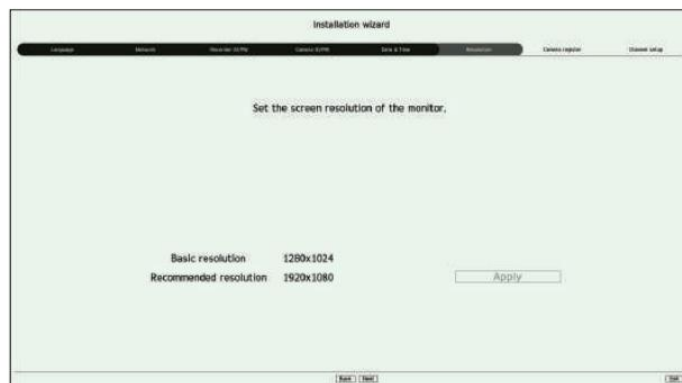 Installation wizard
Language Network Recorder ID/PW Camera ID/PW Date & Time Resolution Camera register Channel setup
Set the screen resolution of the monitor.
Basic resolution 1280x1024
Recommended resolution 1920x1080 Apply
Back Next Exit